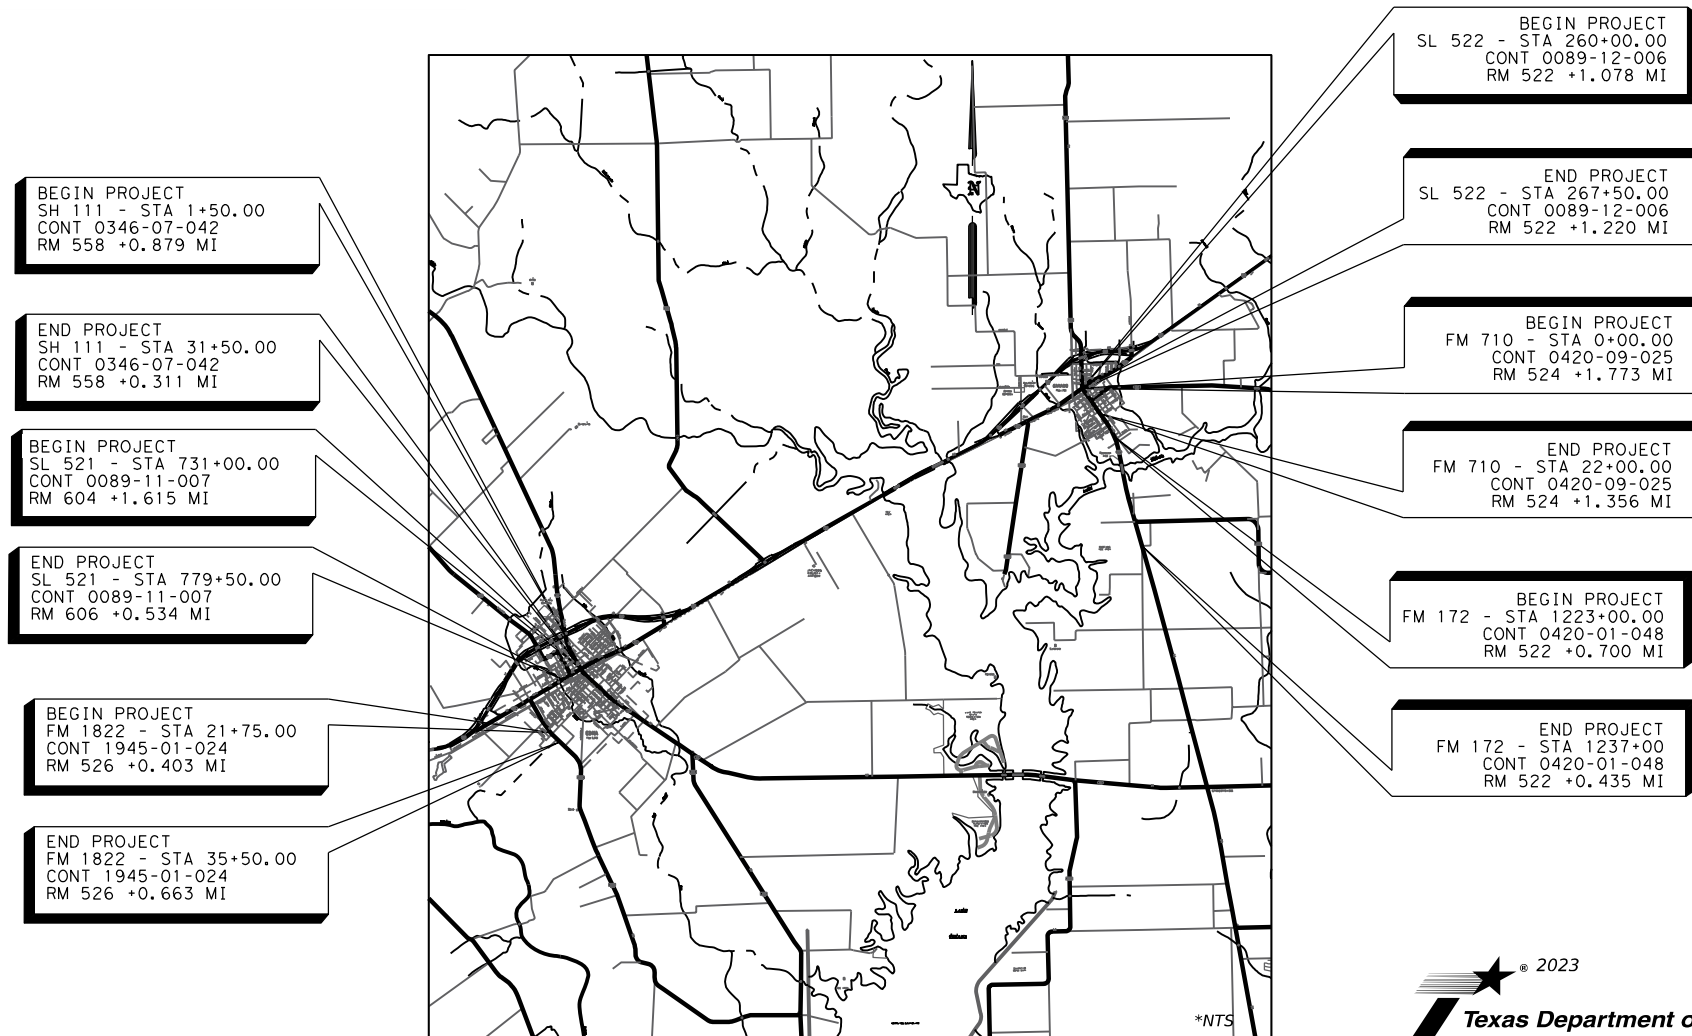 BEGIN PROJECT
SH 111 - STA 1+50.00
CONT 0346-07-042
RM 558 +0.879 MI
END PROJECT
SH 111 - STA 31+50.00
CONT 0346-07-042
RM 558 +0.311 MI
BEGIN PROJECT
SL 521 - STA 731+00.00
CONT 0089-11-007
RM 604 +1.615 MI
END PROJECT
SL 521 - STA 779+50.00
CONT 0089-11-007
RM 606 +0.534 MI
BEGIN PROJECT
FM 1822 - STA 21+75.00
CONT 1945-01-024
RM 526 +0.403 MI
END PROJECT
FM 1822 - STA 35+50.00
CONT 1945-01-024
RM 526 +0.663 MI
N
*NTS
BEGIN PROJECT
SL 522 - STA 260+00.00
CONT 0089-12-006
RM 522 +1.078 MI
END PROJECT
SL 522 - STA 267+50.00
CONT 0089-12-006
RM 522 +1.220 MI
BEGIN PROJECT
FM 710 - STA 0+00.00
CONT 0420-09-025
RM 524 +1.773 MI
END PROJECT
FM 710 - STA 22+00.00
CONT 0420-09-025
RM 524 +1.356 MI
BEGIN PROJECT
FM 172 - STA 1223+00.00
CONT 0420-01-048
RM 522 +0.700 MI
END PROJECT
FM 172 - STA 1237+00
CONT 0420-01-048
RM 522 +0.435 MI
® 2023
Texas Department o